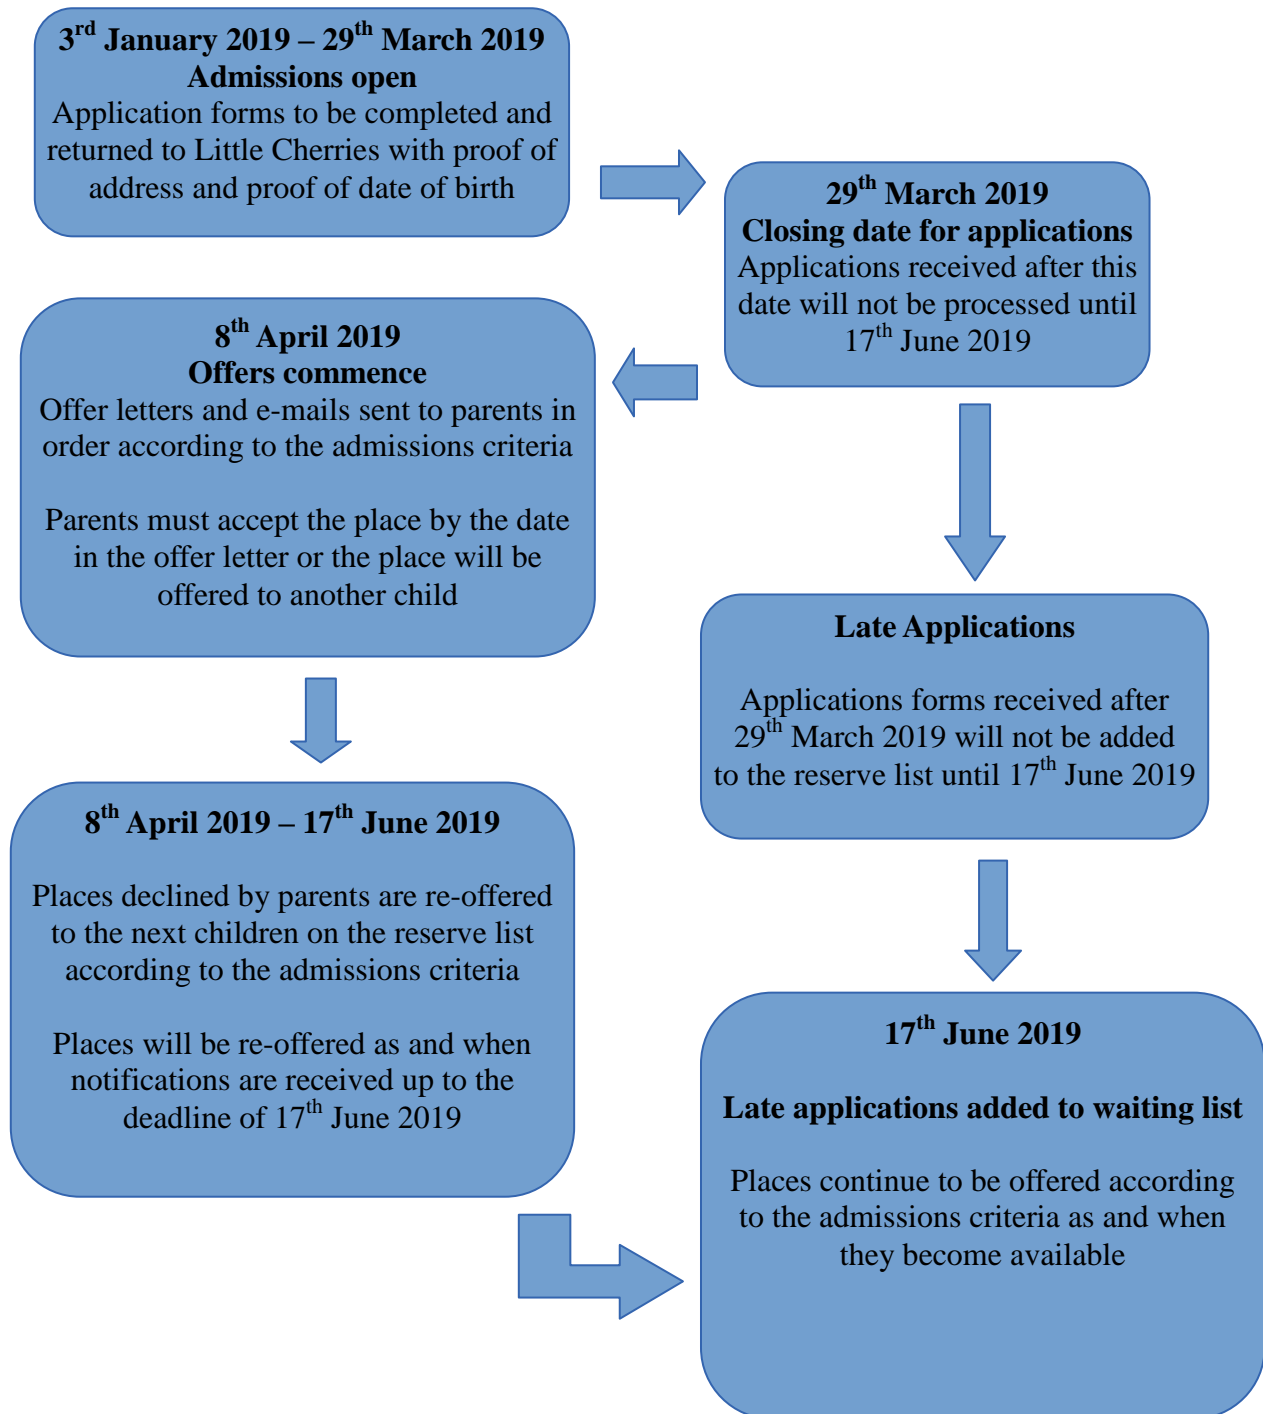 3rd January 2019 – 29th March 2019
Admissions open
Application forms to be completed and
returned to Little Cherries with proof of
address and proof of date of birth
29th March 2019
Closing date for applications
Applications received after this
date will not be processed until
17th June 2019
8th April 2019
Offers commence
Offer letters and e-mails sent to parents in
order according to the admissions criteria
Parents must accept the place by the date
in the offer letter or the place will be
offered to another child
Late Applications
Applications forms received after
29th March 2019 will not be added
to the reserve list until 17th June 2019
8th April 2019 – 17th June 2019
Places declined by parents are re-offered
to the next children on the reserve list
according to the admissions criteria
Places will be re-offered as and when
notifications are received up to the
deadline of 17th June 2019
17th June 2019
Late applications added to waiting list
Places continue to be offered according
to the admissions criteria as and when
they become available